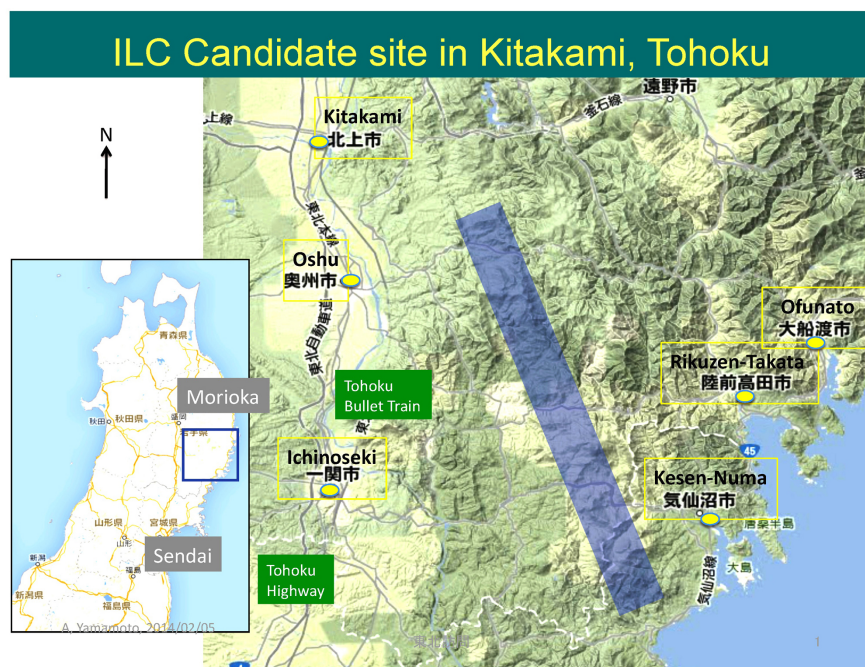 ILC Candidate site in Kitakami, Tohoku
N
Kitakami
北上市
上線
遠野市
釜石線
釜
東北本線
Oshu
奥州市
東北自動車道
Ofunato
大船渡市
Rikuzen-Takata
陸前高田市
Tohoku
Bullet Train
東
Ichinoseki
一関市
45
Kesen-Numa
気仙沼市
唐桑半島
大島
気仙沼線
Tohoku
Highway
4
青森県
Morioka
盛岡
秋田
秋田県
岩手県
山形県
宮城県
山形
Sendai
新潟
福島
新潟県
福島県
A, Yamamoto, 2014/02/05
1